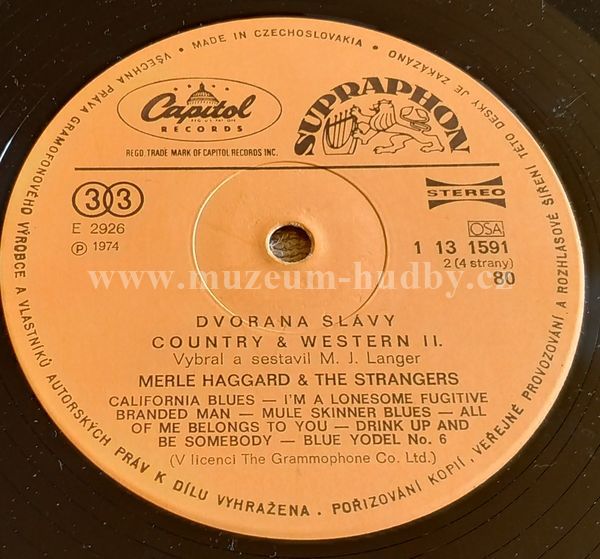 VŠECHNA PRÁVA GRAMOFONOVÉHO VÝROBCE A VLASTNÍKŮ AUTORSKÝCH PRÁV K DÍLU VYHRAŽENA. POŘIZOVÁNÍ KOPIÍ, VEŘEJNÉ PROVOZOVÁNÍ A ROZHLASOVÉ ŠÍŘENÍ TÉTO DESKY JE ZAKÁZÁNO
MADE IN CZECHOSLOVAKIA
Capitol
RECORDS
REGD. TRADE MARK OF CAPITOL RECORDS INC.
SUPRAPHON
33
STEREO
E 2926
℗ 1974
OSA
1 13 1591
2 (4 strany)
80
www.muzeum-hudby.cz
DVORANA SLÁVY
COUNTRY & WESTERN II.
Vybral a sestavil M. J. Langer
MERLE HAGGARD & THE STRANGERS
CALIFORNIA BLUES — I'M A LONESOME FUGITIVE
BRANDED MAN — MULE SKINNER BLUES — ALL
OF ME BELONGS TO YOU — DRINK UP AND
BE SOMEBODY — BLUE YODEL No. 6
(V licenci The Grammophone Co. Ltd.)